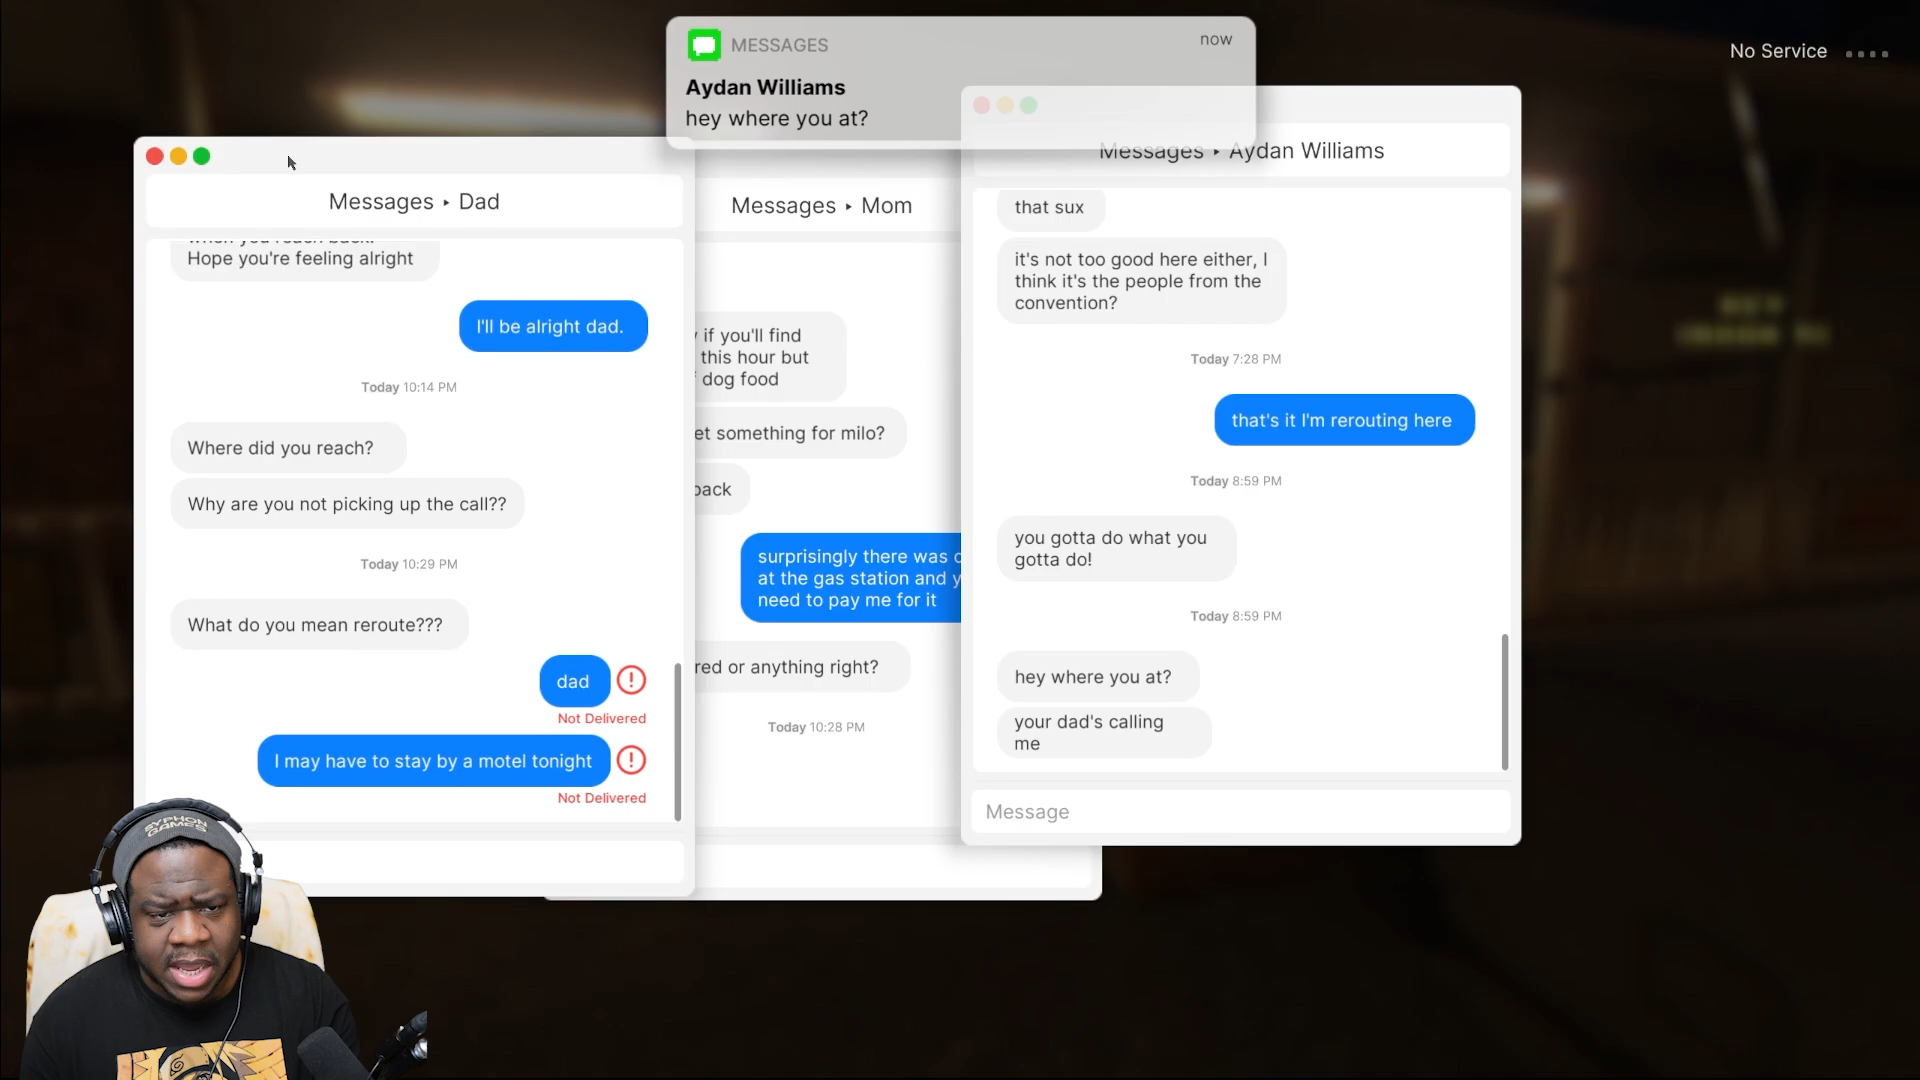 MESSAGES
now
Aydan Williams
hey where you at?
No Service
Messages ▸ Dad
Hope you're feeling alright
I'll be alright dad.
Today 10:14 PM
Where did you reach?
Why are you not picking up the call??
Today 10:29 PM
What do you mean reroute???
dad
Not Delivered
I may have to stay by a motel tonight
Not Delivered
Messages ▸ Mom
if you'll find
this hour but
dog food
something for milo?
surprisingly there was
at the gas station and
need to pay me for it
or anything right?
Today 10:28 PM
Messages ▸ Aydan Williams
that sux
it's not too good here either, I
think it's the people from the
convention?
Today 7:28 PM
that's it I'm rerouting here
Today 8:59 PM
you gotta do what you
gotta do!
Today 8:59 PM
hey where you at?
your dad's calling
me
Message
SYPHON
GAMES